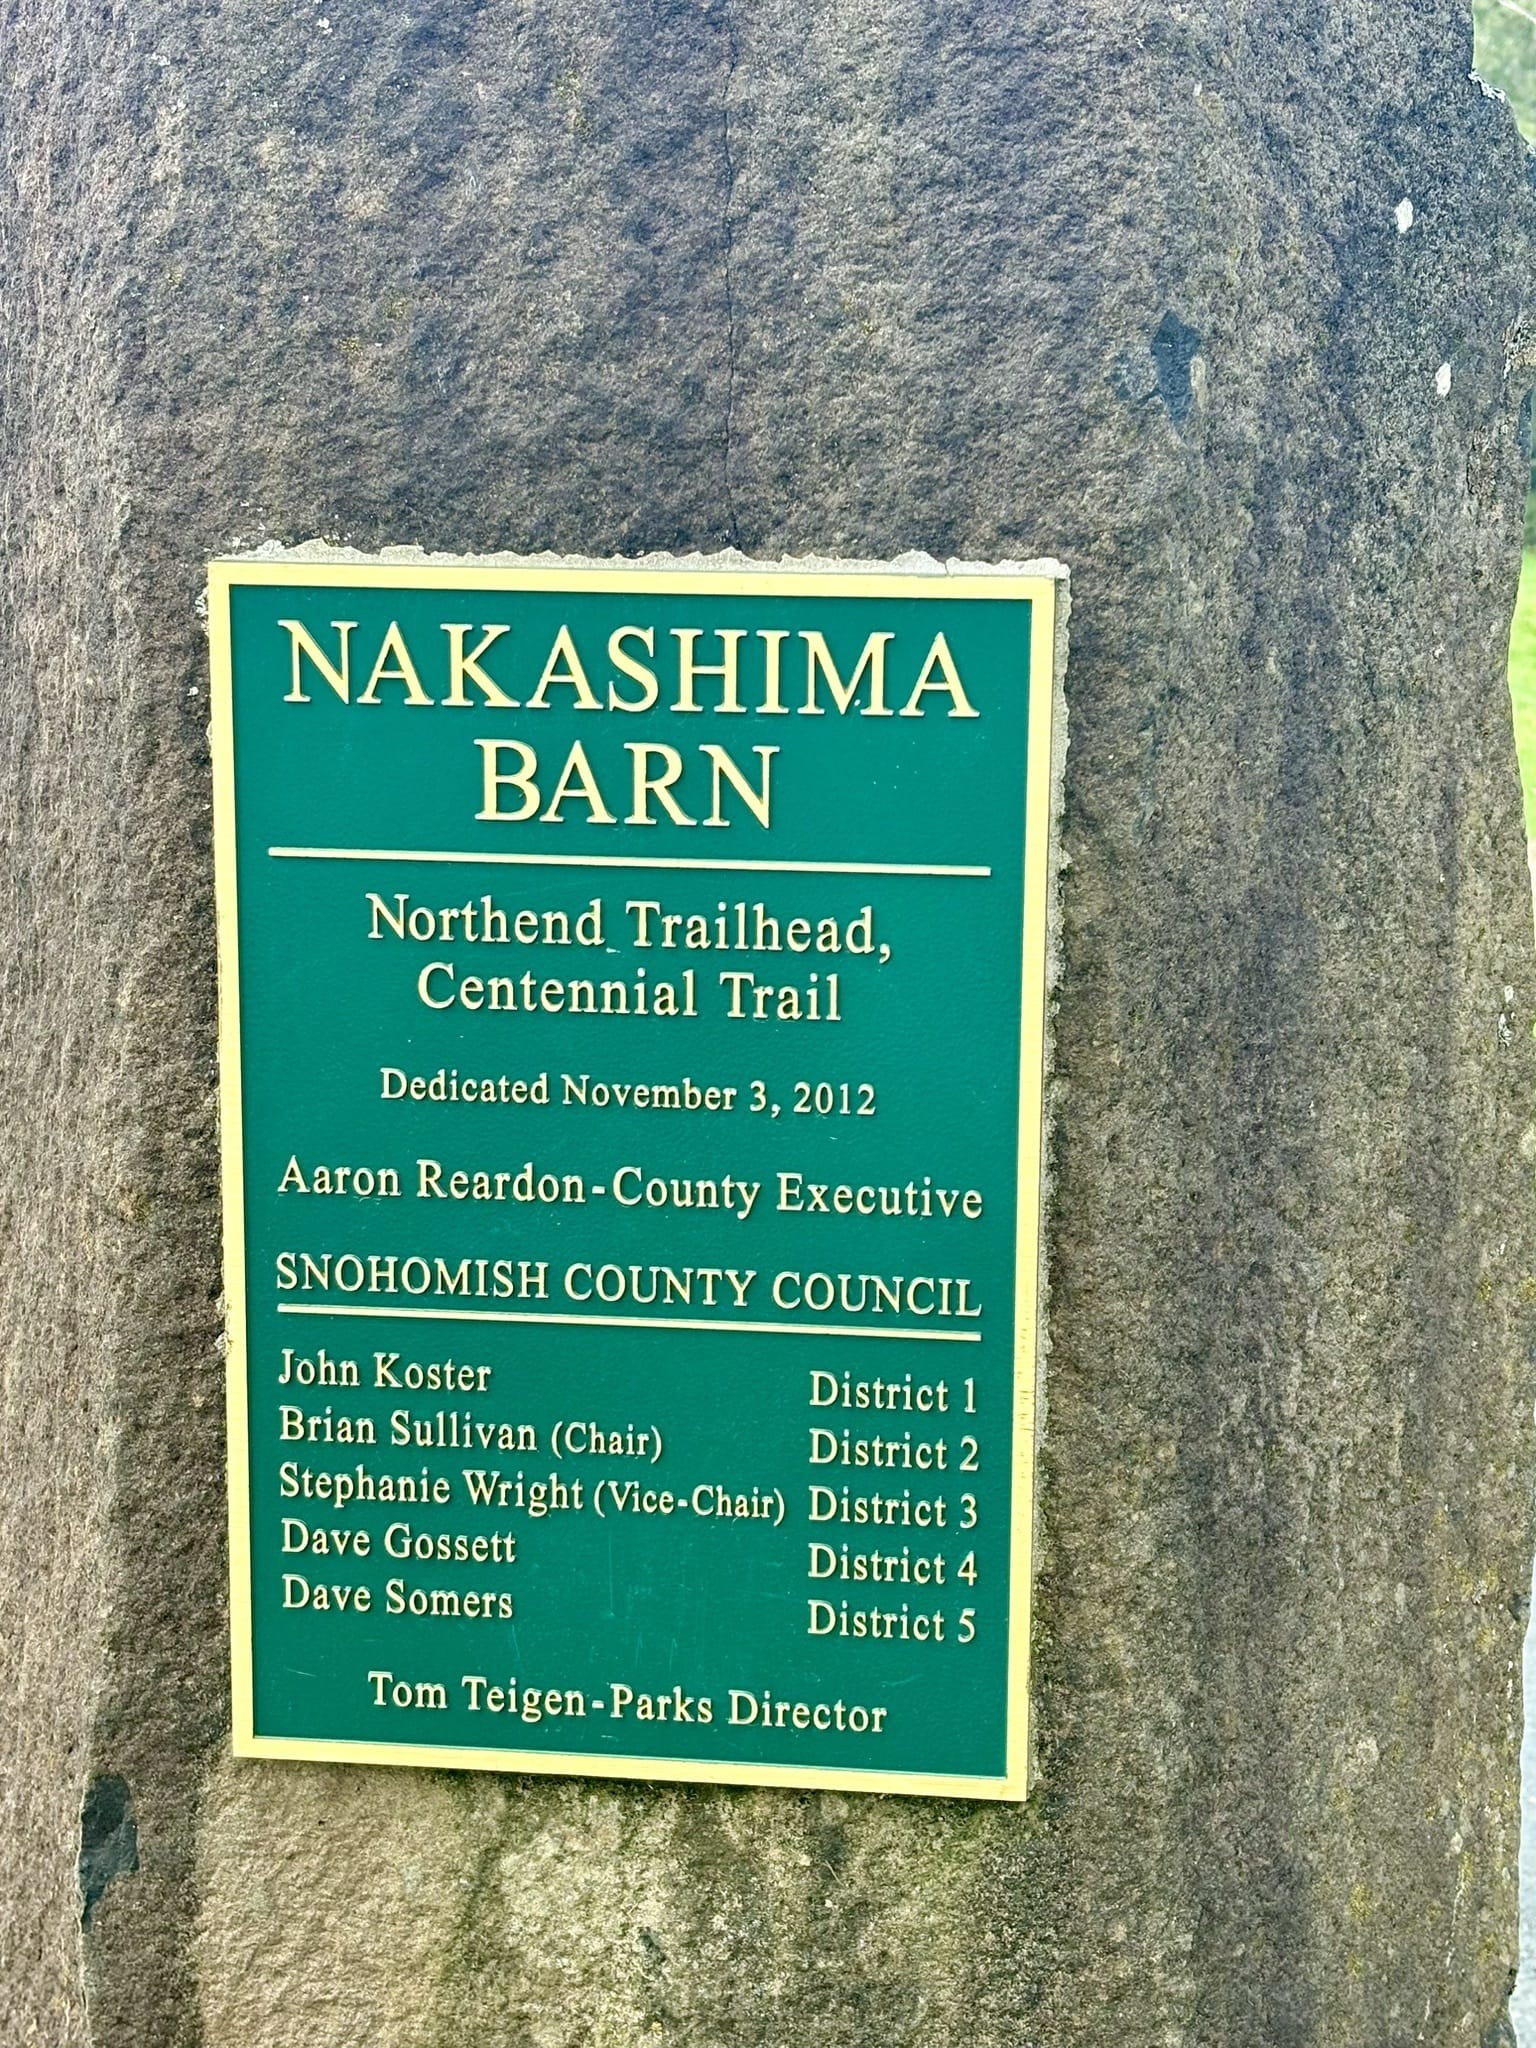 NAKASHIMA
BARN
Northend Trailhead,
Centennial Trail
Dedicated November 3, 2012
Aaron Reardon-County Executive
SNOHOMISH COUNTY COUNCIL
John Koster District 1
Brian Sullivan (Chair) District 2
Stephanie Wright (Vice-Chair) District 3
Dave Gossett District 4
Dave Somers District 5
Tom Teigen-Parks Director